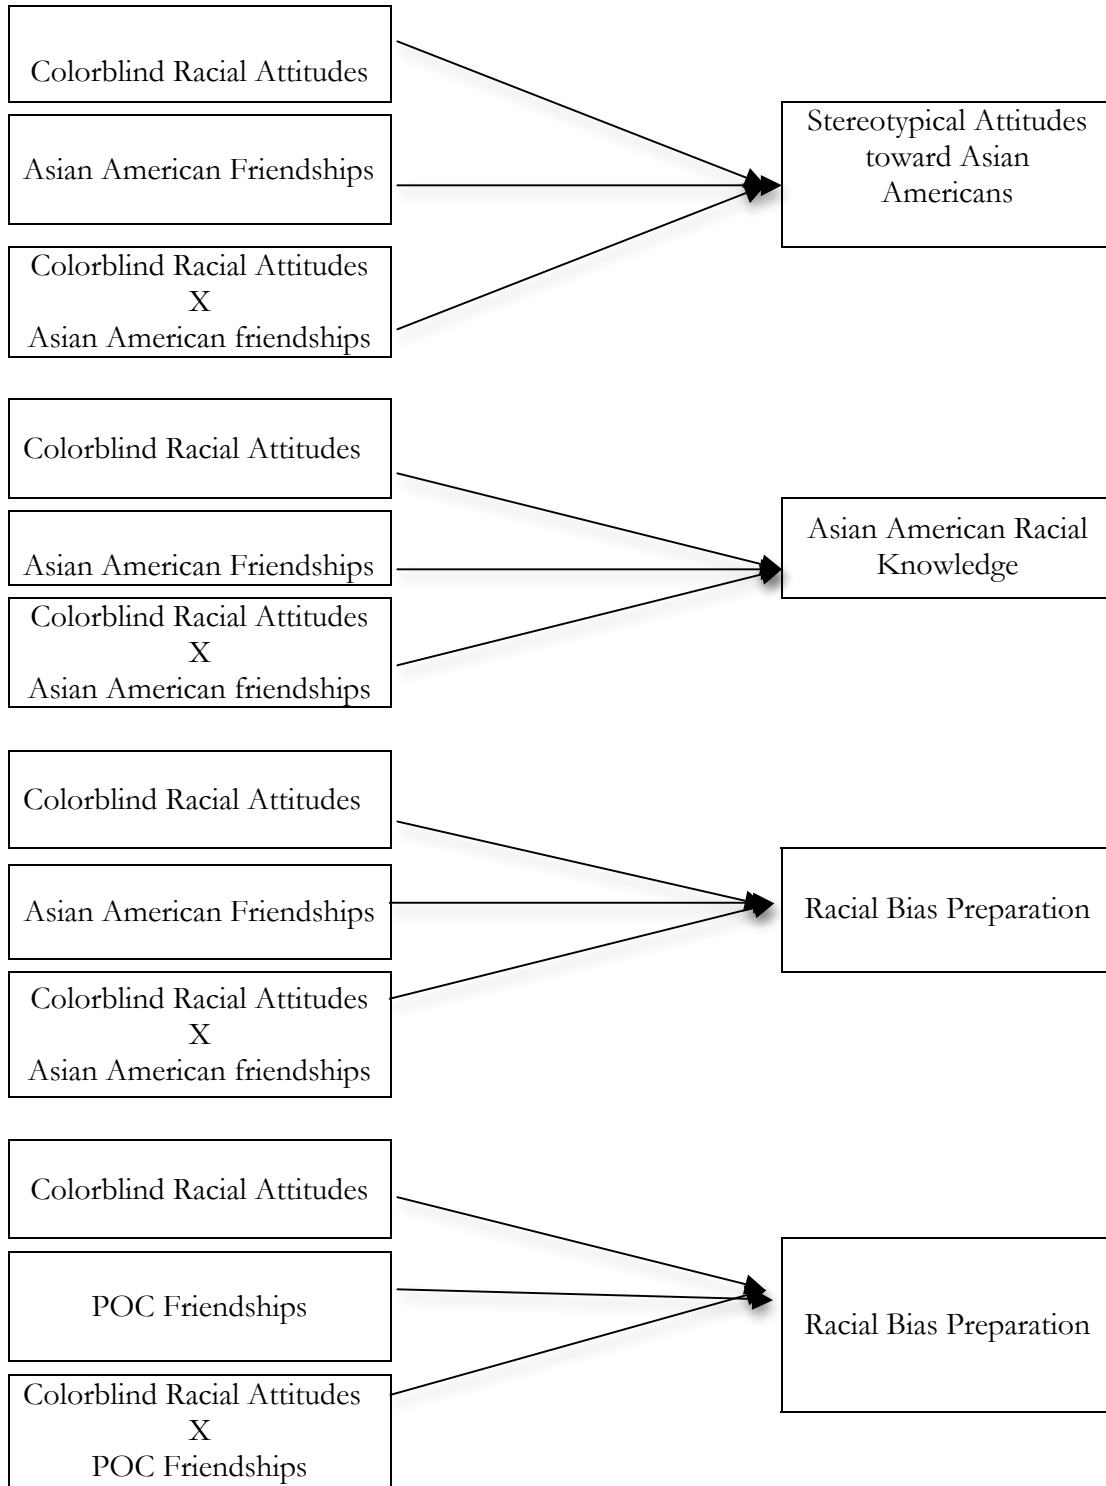 Colorblind Racial Attitudes
Asian American Friendships
Colorblind Racial Attitudes
X
Asian American friendships
Stereotypical Attitudes
toward Asian
Americans
Colorblind Racial Attitudes
Asian American Friendships
Colorblind Racial Attitudes
X
Asian American friendships
Asian American Racial
Knowledge
Colorblind Racial Attitudes
Asian American Friendships
Colorblind Racial Attitudes
X
Asian American friendships
Racial Bias Preparation
Colorblind Racial Attitudes
POC Friendships
Colorblind Racial Attitudes
X
POC Friendships
Racial Bias Preparation